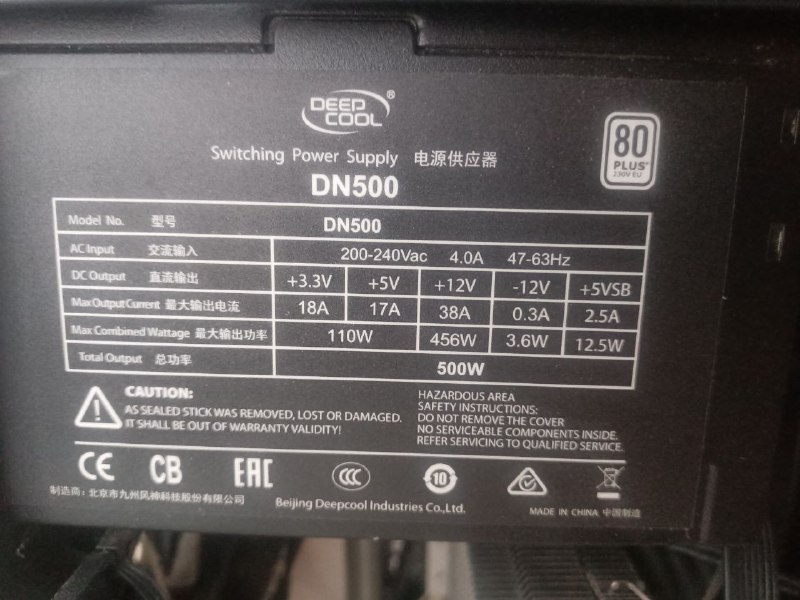 DEEP
COOL®
80
PLUS®
230V EU
Switching Power Supply 电源供应器
DN500
Model No. 型号 DN500
AC Input 交流输入 200-240Vac 4.0A 47-63Hz
DC Output 直流输出 +3.3V +5V +12V -12V +5VSB
Max Output Current 最大输出电流 18A 17A 38A 0.3A 2.5A
Max Combined Wattage 最大输出功率 110W 456W 3.6W 12.5W
Total Output 总功率 500W
CAUTION:
AS SEALED STICK WAS REMOVED, LOST OR DAMAGED.
IT SHALL BE OUT OF WARRANTY VALIDITY!
HAZARDOUS AREA
SAFETY INSTRUCTIONS:
DO NOT REMOVE THE COVER
NO SERVICEABLE COMPONENTS INSIDE.
REFER SERVICING TO QUALIFIED SERVICE.
CE CB EAC CCC 10
制造商：北京市九州风神科技股份有限公司
Beijing Deepcool Industries Co.,Ltd.
MADE IN CHINA 中国制造